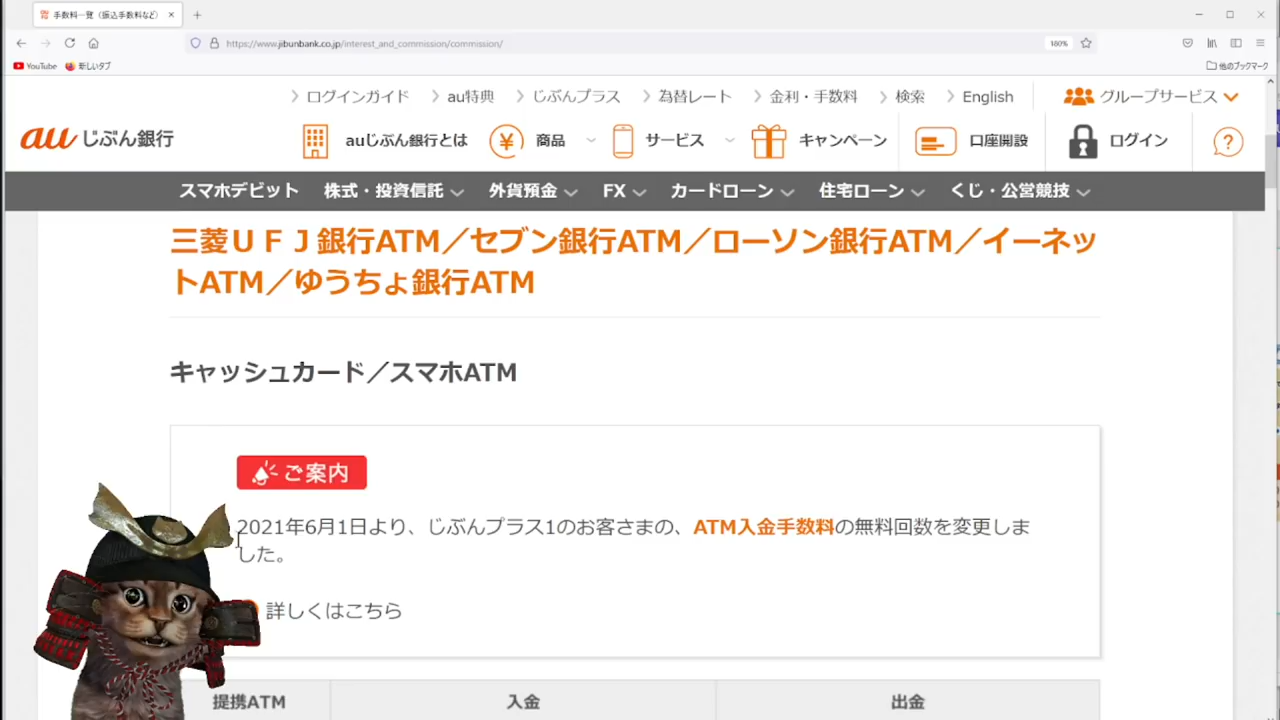 手数料一覧（振込手数料など）
https://www.jibunbank.co.jp/interest_and_commission/commission/
180%
YouTube
新しいタブ
他のブックマーク
ログインガイド
au特典
じぶんプラス
為替レート
金利・手数料
検索
English
グループサービス
au じぶん銀行
auじぶん銀行とは
商品
サービス
キャンペーン
口座開設
ログイン
スマホデビット
株式・投資信託
外貨預金
FX
カードローン
住宅ローン
くじ・公営競技
三菱ＵＦＪ銀行ATM／セブン銀行ATM／ローソン銀行ATM／イーネッ
トATM／ゆうちょ銀行ATM
キャッシュカード／スマホATM
ご案内
2021年6月1日より、じぶんプラス1のお客さまの、ATM入金手数料の無料回数を変更しま
した。
詳しくはこちら
提携ATM
入金
出金